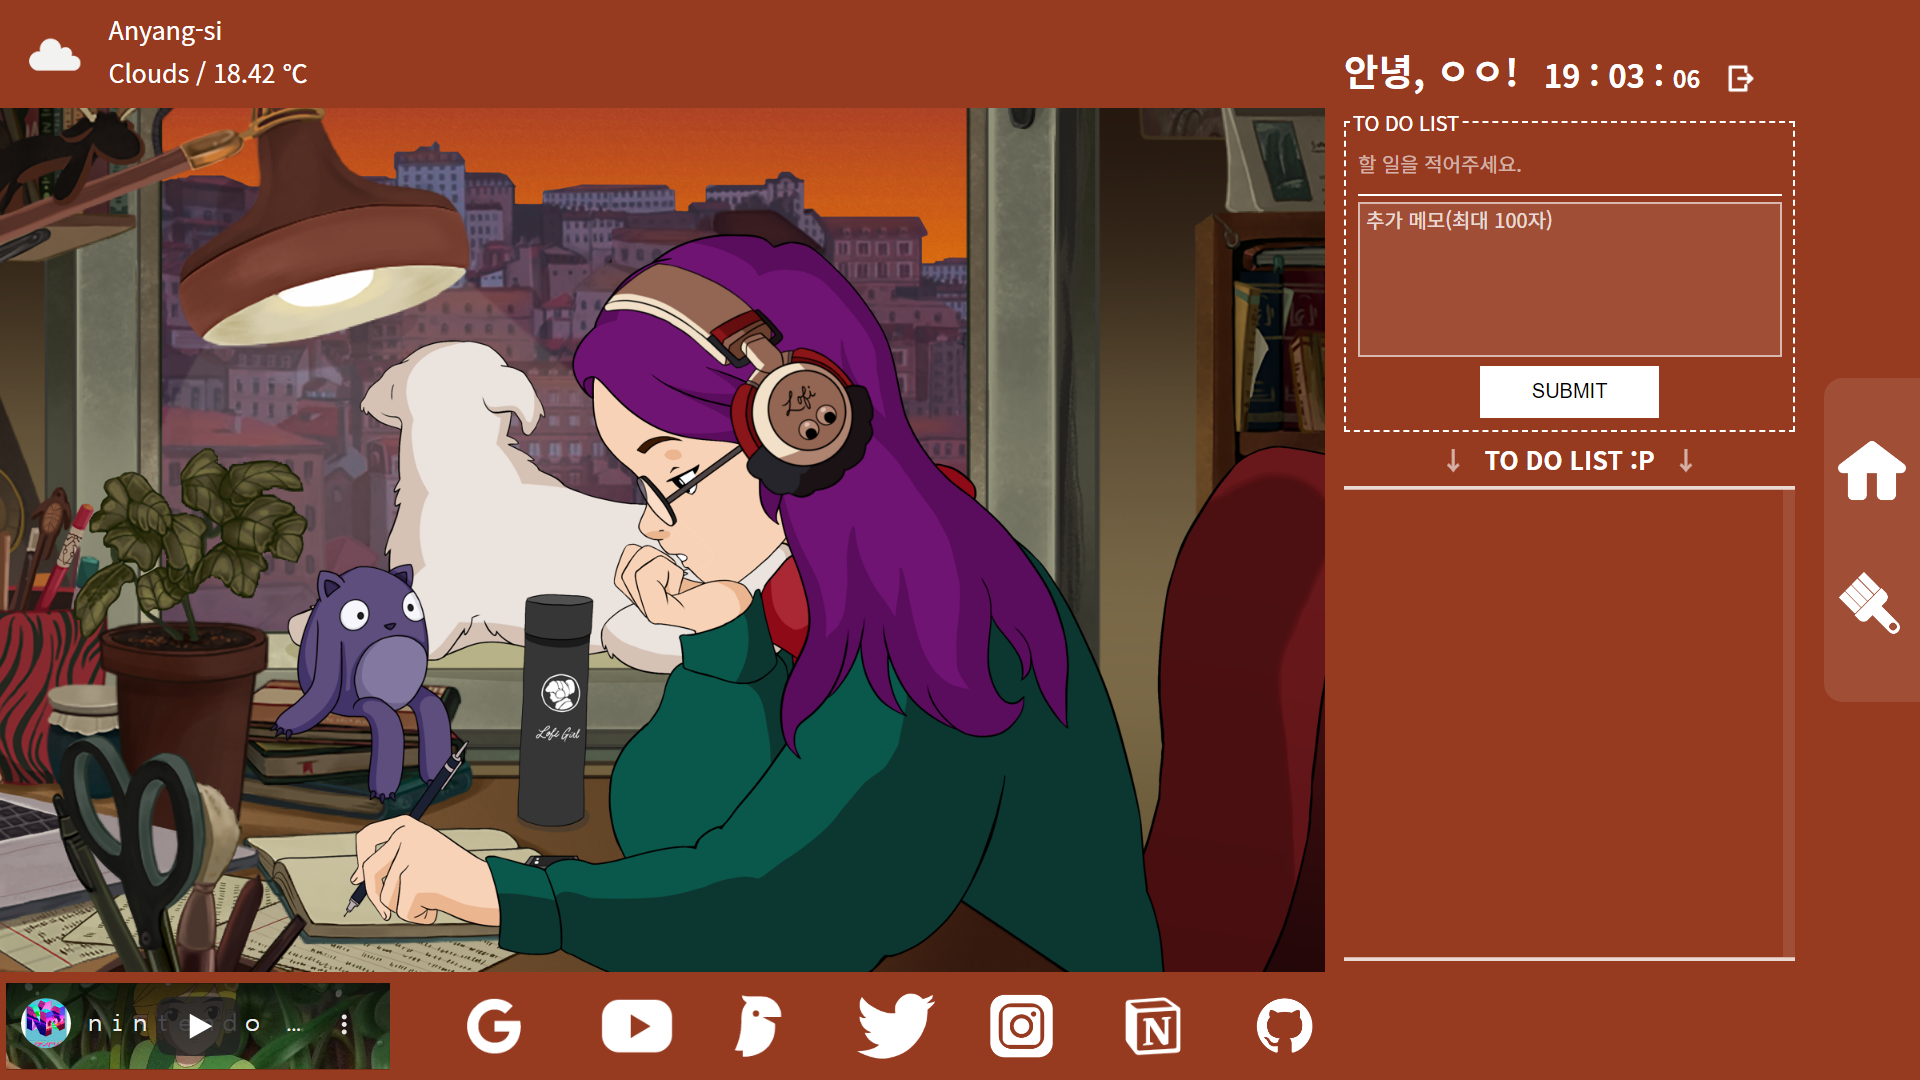 Anyang-si
Clouds / 18.42 ℃
안녕, ㅇㅇ! 19 : 03 : 06
TO DO LIST
할 일을 적어주세요.
추가 메모(최대 100자)
SUBMIT
↓ TO DO LIST :P ↓
Lofi
Lofi Girl
nintendo ...
N